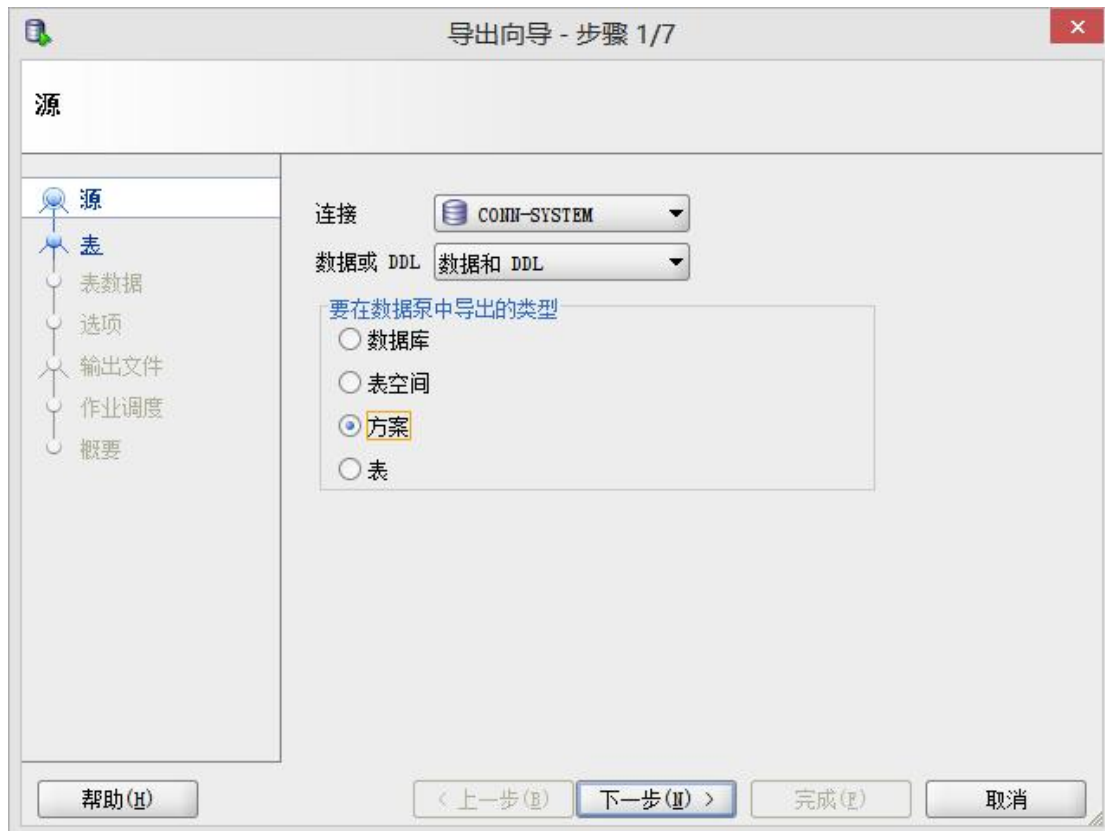 导出向导 - 步骤 1/7
源
源
表
表数据
选项
输出文件
作业调度
概要
连接 CONN-SYSTEM
数据或 DDL 数据和 DDL
要在数据泵中导出的类型
数据库
表空间
方案
表
帮助(H) < 上一步(B) 下一步(N) > 完成(F) 取消